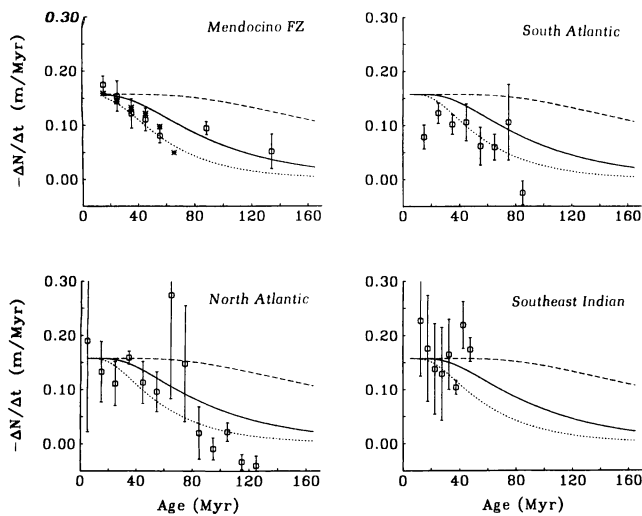 Mendocino FZ
South Atlantic
0.30
0.20
0.10
0.00
−ΔN/Δt (m/Myr)
0 40 80 120 160
0.30
0.20
0.10
0.00
0 40 80 120 160
North Atlantic
Southeast Indian
0.30
0.20
0.10
0.00
−ΔN/Δt (m/Myr)
0 40 80 120 160
Age (Myr)
0.30
0.20
0.10
0.00
0 40 80 120 160
Age (Myr)